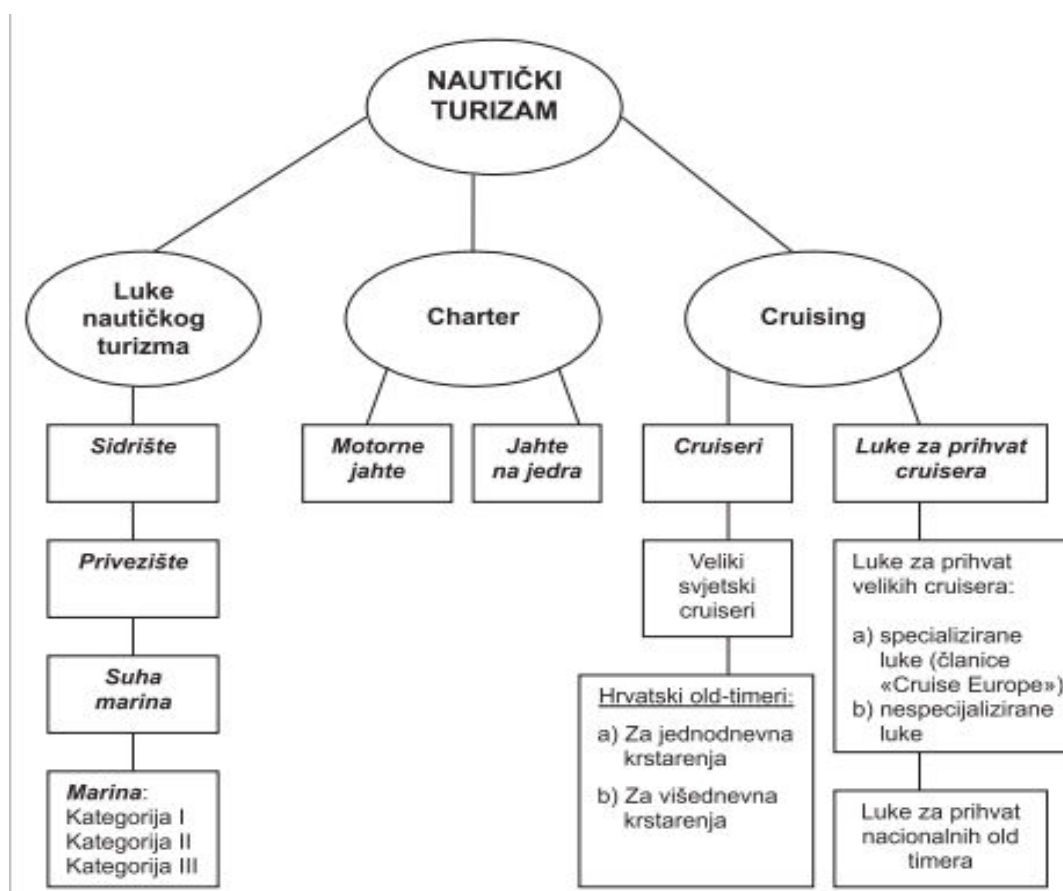 NAUTIČKI
TURIZAM
Luke
nautičkog
turizma
Charter
Cruising
Sidrište
Motorne
jahte
Jahte
na jedra
Cruiseri
Luke za prihvat
cruisera
Privezište
Veliki
svjetski
cruiseri
Luke za prihvat
velikih cruisera:
a) specializirane
luke (članice
«Cruise Europe»)
b) nespecijalizirane
luke
Suha
marina
Hrvatski old-timeri:
a) Za jednodnevna
krstarenja
b) Za višednevna
krstarenja
Marina:
Kategorija I
Kategorija II
Kategorija III
Luke za prihvat
nacionalnih old
timera